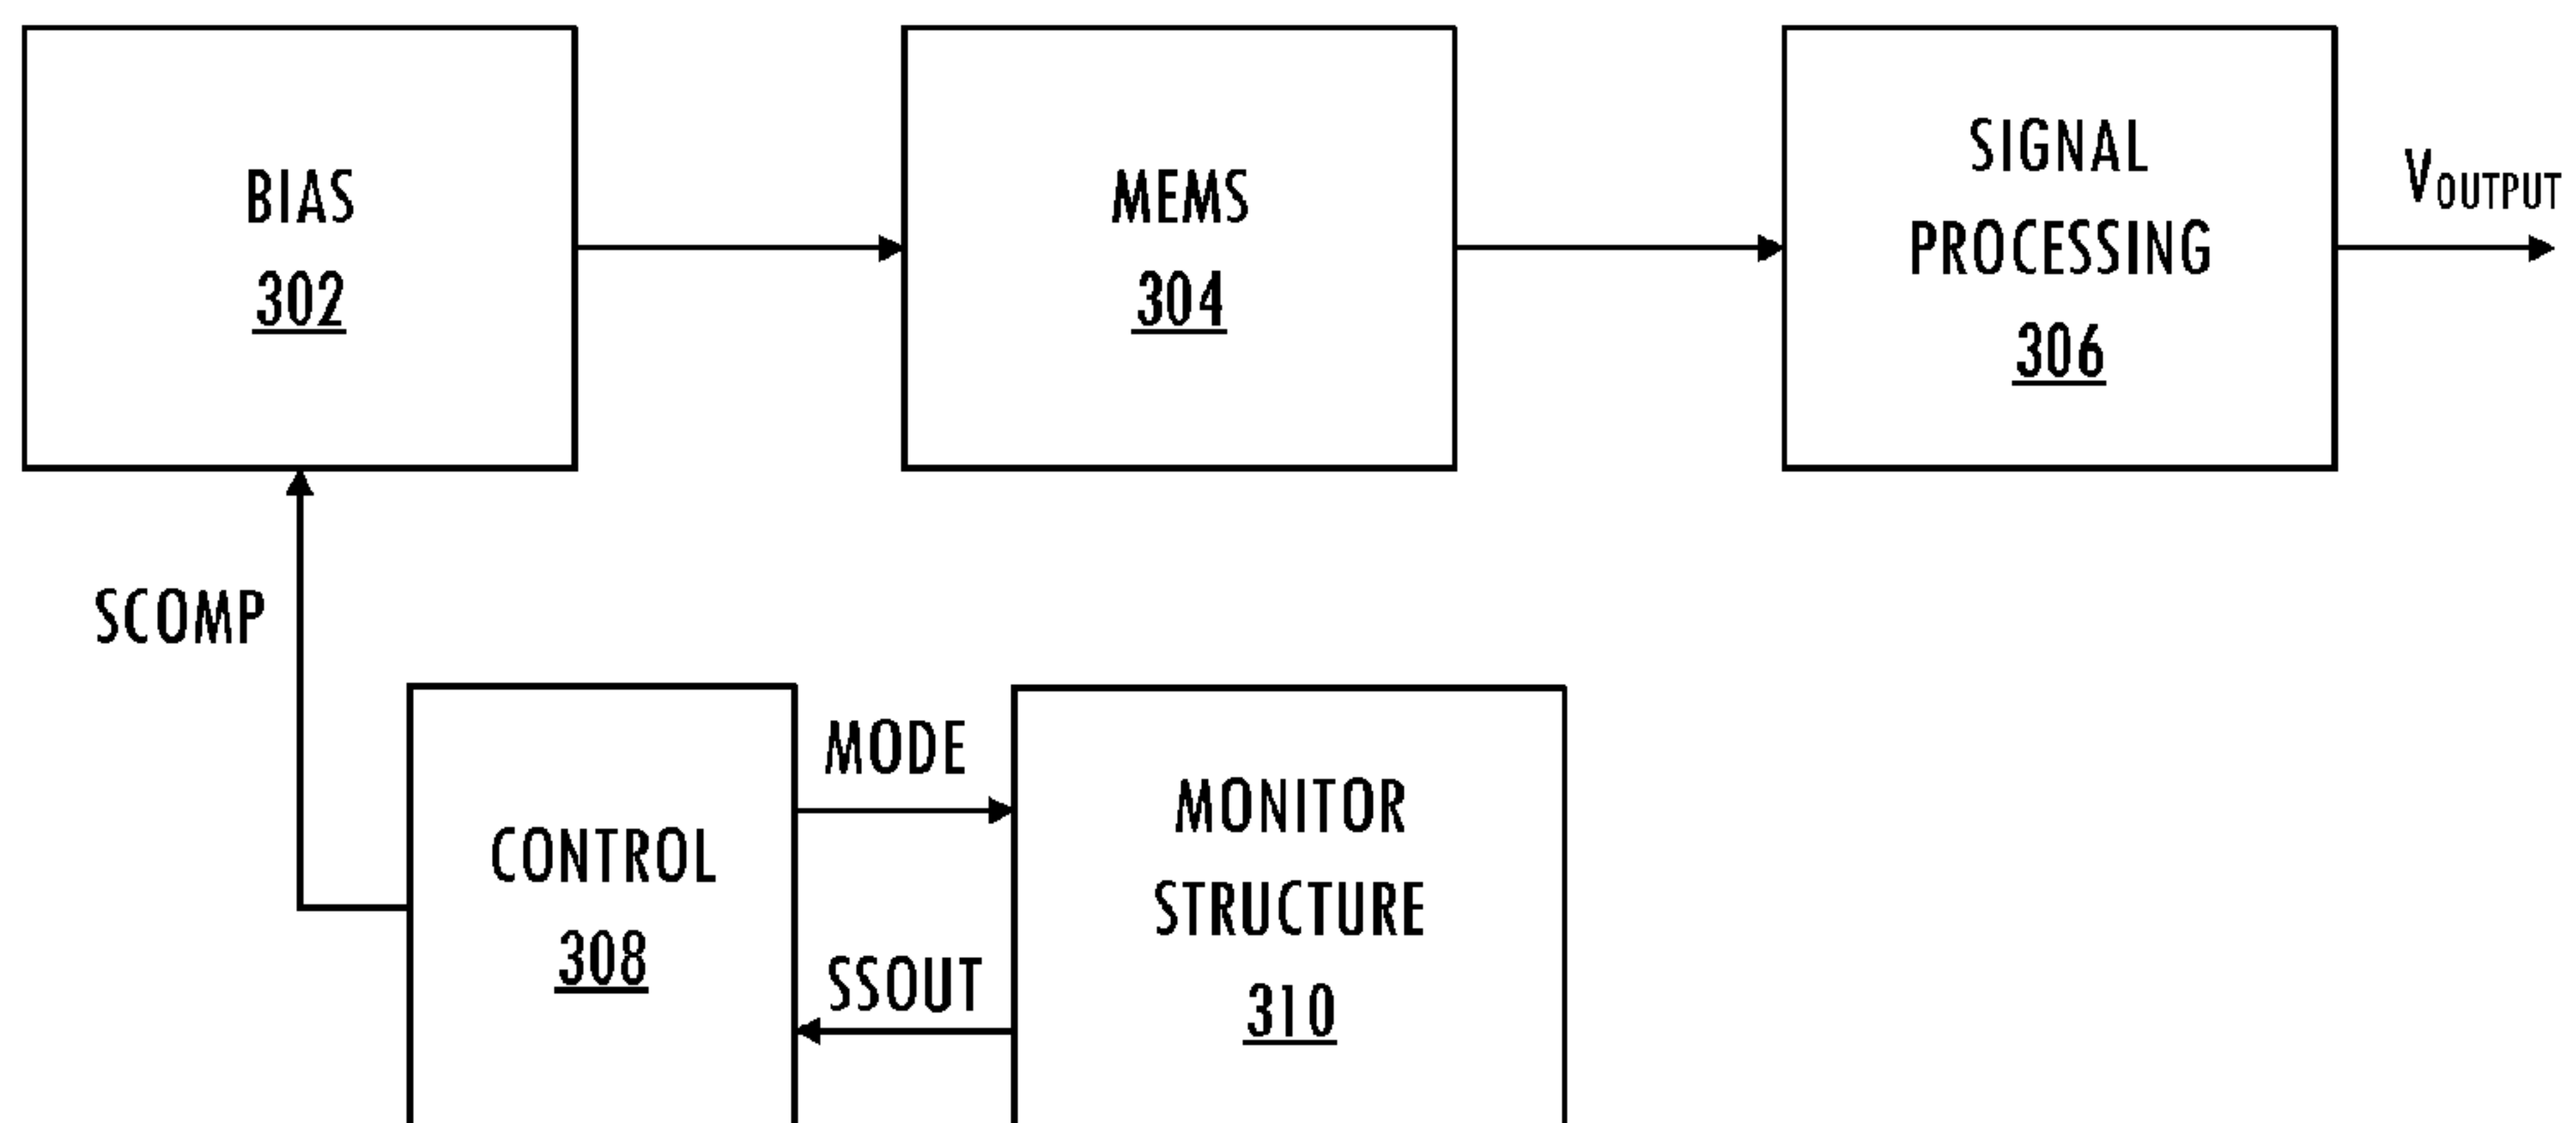 BIAS
302
MEMS
304
SIGNAL
PROCESSING
306
VOUTPUT
SCOMP
CONTROL
308
MODE
SSOUT
MONITOR
STRUCTURE
310